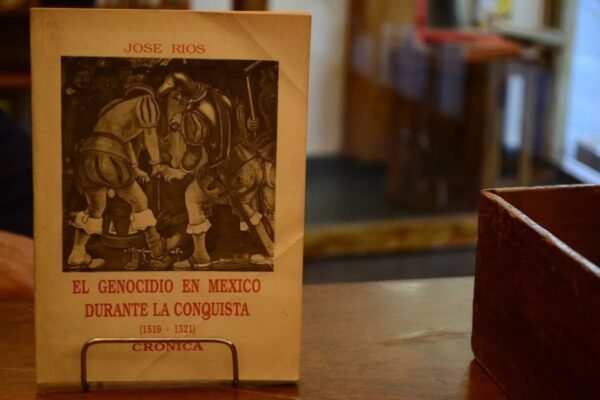 JOSE RIOS
EL GENOCIDIO EN MEXICO
DURANTE LA CONQUISTA
(1519 - 1521)
CRONICA